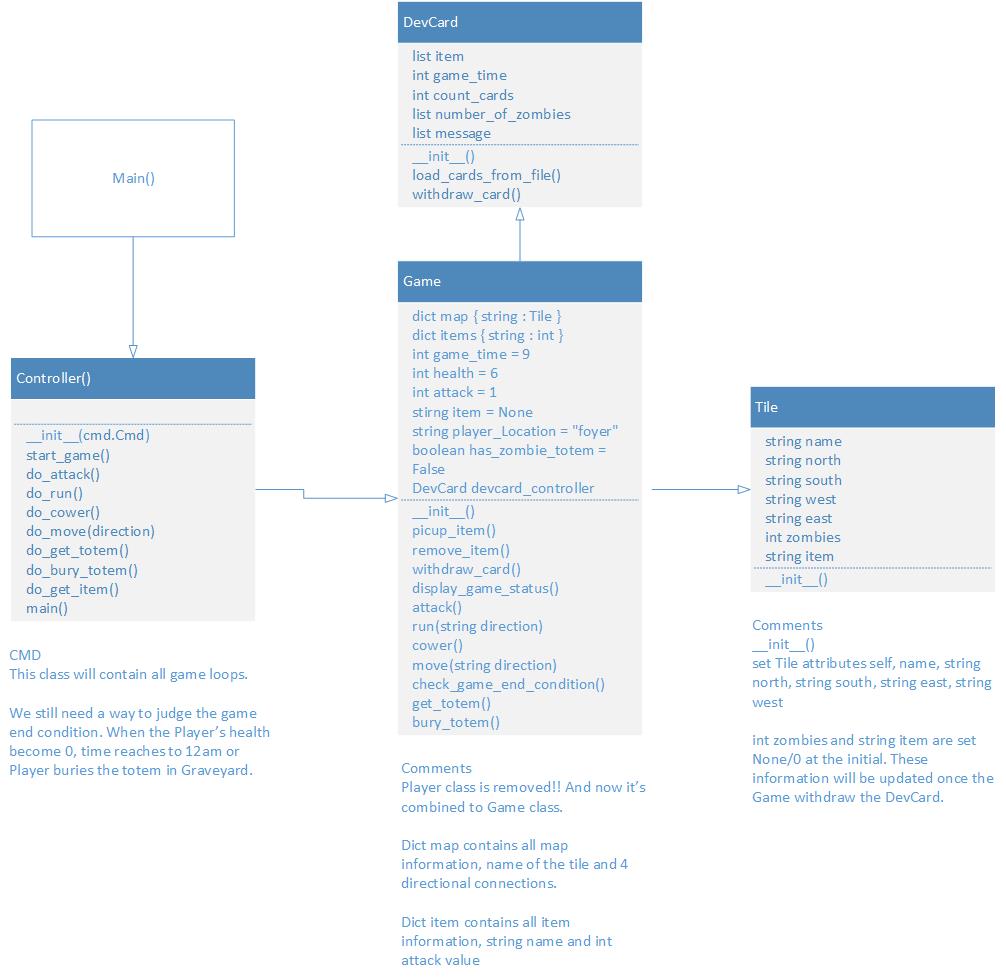 DevCard
list item
int game_time
int count_cards
list number_of_zombies
list message
__init__()
load_cards_from_file()
withdraw_card()
Main()
Controller()
__init__(cmd.Cmd)
start_game()
do_attack()
do_run()
do_cower()
do_move(direction)
do_get_totem()
do_bury_totem()
do_get_item()
main()
CMD
This class will contain all game loops.
We still need a way to judge the game
end condition. When the Player’s health
become 0, time reaches to 12am or
Player buries the totem in Graveyard.
Game
dict map { string : Tile }
dict items { string : int }
int game_time = 9
int health = 6
int attack = 1
stirng item = None
string player_Location = "foyer"
boolean has_zombie_totem =
False
DevCard devcard_controller
__init__()
picup_item()
remove_item()
withdraw_card()
display_game_status()
attack()
run(string direction)
cower()
move(string direction)
check_game_end_condition()
get_totem()
bury_totem()
Comments
Player class is removed!! And now it’s
combined to Game class.
Dict map contains all map
information, name of the tile and 4
directional connections.
Dict item contains all item
information, string name and int
attack value
Tile
string name
string north
string south
string west
string east
int zombies
string item
__init__()
Comments
__init__()
set Tile attributes self, name, string
north, string south, string east, string
west
int zombies and string item are set
None/0 at the initial. These
information will be updated once the
Game withdraw the DevCard.